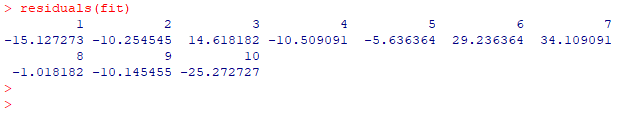 > residuals(fit)
         1          2          3          4          5          6          7
-15.127273 -10.254545  14.618182 -10.509091  -5.636364  29.236364  34.109091
         8          9         10
 -1.018182 -10.145455 -25.272727
>
>